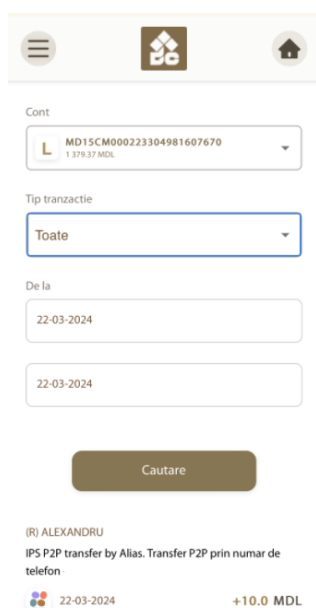 DC
Cont
L
MD15CM000223304981607670
1 379.37 MDL
Tip tranzactie
Toate
De la
22-03-2024
22-03-2024
Cautare
(R) ALEXANDRU
IPS P2P transfer by Alias. Transfer P2P prin numar de
telefon
22-03-2024
+10.0 MDL